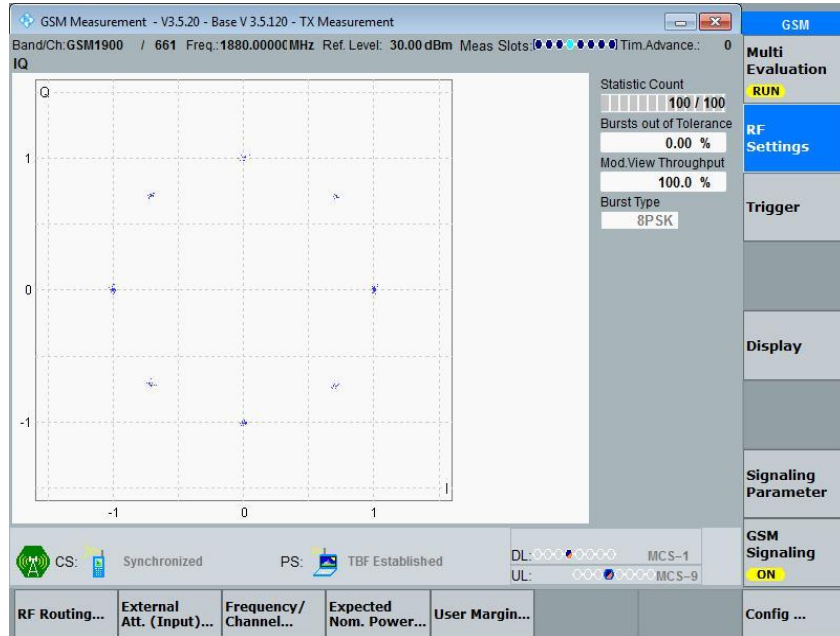 GSM Measurement - V3.5.20 - Base V 3.5.120 - TX Measurement
GSM
Band/Ch: GSM1900 / 661 Freq.: 1880.0000 MHz Ref. Level: 30.00 dBm Meas Slots: Tim.Advance.: 0
IQ
Multi
Evaluation
RUN
Q
1
0
-1
I
-1 0 1
Statistic Count
100 / 100
Bursts out of Tolerance
0.00 %
Mod.View Throughput
100.0 %
Burst Type
8PSK
RF
Settings
Trigger
Display
Signaling
Parameter
GSM
Signaling
ON
CS: Synchronized PS: TBF Established
DL: MCS-1
UL: MCS-9
RF Routing...
External
Att. (Input)...
Frequency/
Channel...
Expected
Nom. Power...
User Margin...
Config ...